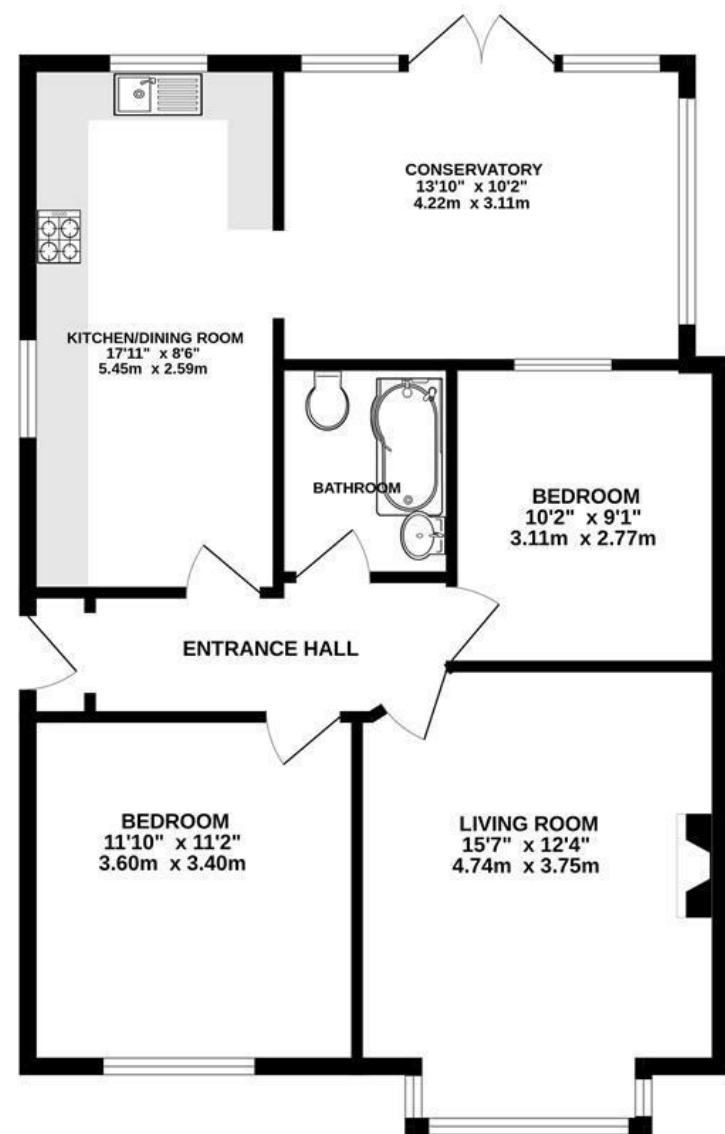 CONSERVATORY
13'10" x 10'2"
4.22m x 3.11m
KITCHEN/DINING ROOM
17'11" x 8'6"
5.45m x 2.59m
BATHROOM
BEDROOM
10'2" x 9'1"
3.11m x 2.77m
ENTRANCE HALL
BEDROOM
11'10" x 11'2"
3.60m x 3.40m
LIVING ROOM
15'7" x 12'4"
4.74m x 3.75m